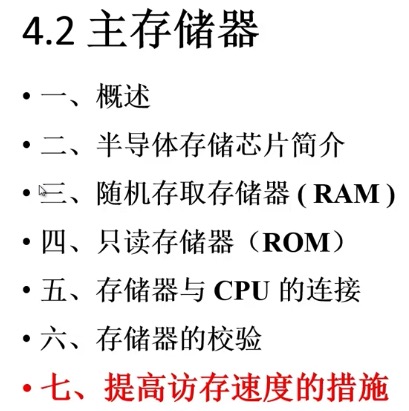 4.2 主存储器
• 一、概述
• 二、半导体存储芯片简介
• 三、随机存取存储器 ( RAM )
• 四、只读存储器（ROM）
• 五、存储器与 CPU 的连接
• 六、存储器的校验
• 七、提高访存速度的措施